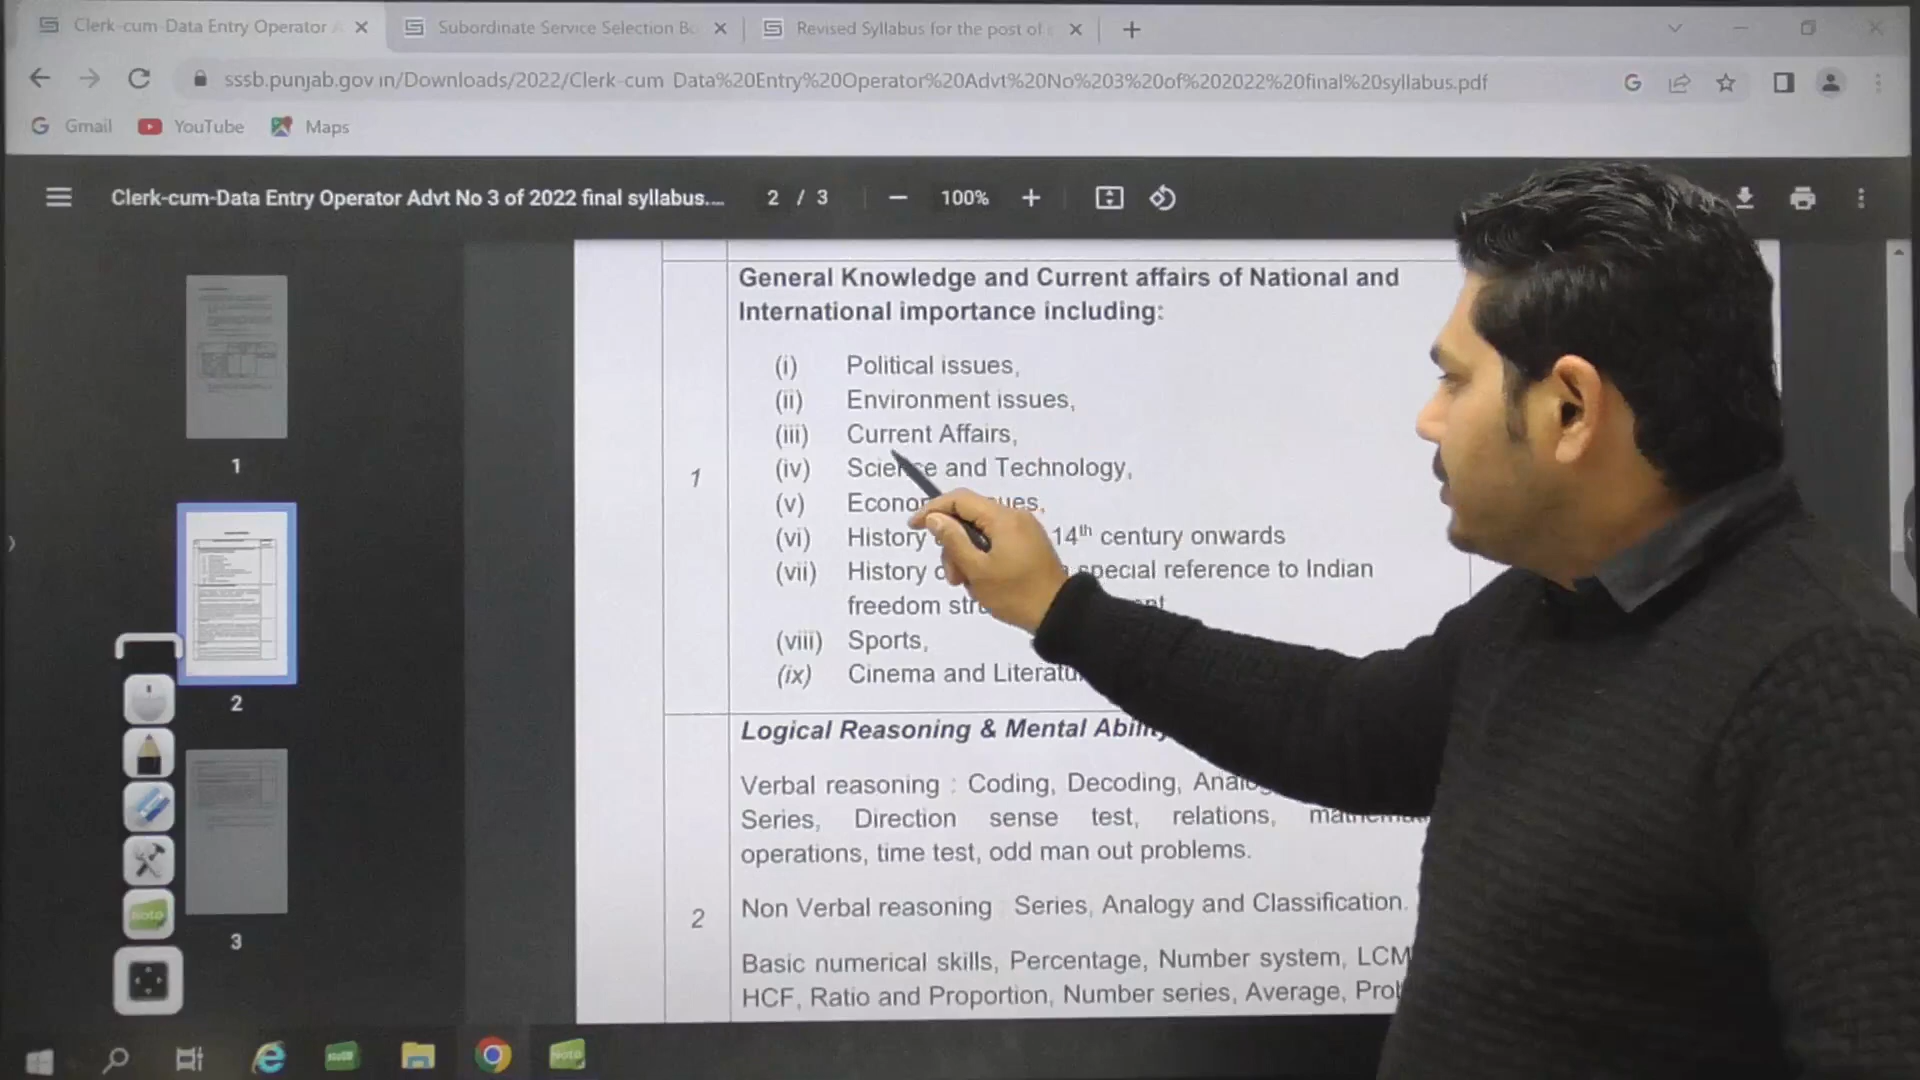 Clerk-cum-Data Entry Operator A
Subordinate Service Selection Bo
Revised Syllabus for the post of
sssb.punjab.gov in/Downloads/2022/Clerk-cum Data%20Entry%20Operator%20Advt%20No%203%20of%202022%20final%20syllabus.pdf
Gmail YouTube Maps
Clerk-cum-Data Entry Operator Advt No 3 of 2022 final syllabus.... 2 / 3 100%
1
2
3
General Knowledge and Current affairs of National and
International importance including:
(i) Political issues,
(ii) Environment issues,
(iii) Current Affairs,
1
(iv) Science and Technology,
(v)
(vi) History 14th century onwards
(vii) History special reference to Indian
freedom
(viii) Sports,
(ix) Cinema and
Logical Reasoning & Mental
Verbal reasoning : Coding, Decoding,
Series, Direction sense test, relations,
operations, time test, odd man out problems.
2
Non Verbal reasoning Series, Analogy and Classification.
Basic numerical skills, Percentage, Number system, LCM
HCF, Ratio and Proportion, Number series, Average,
Note
Note